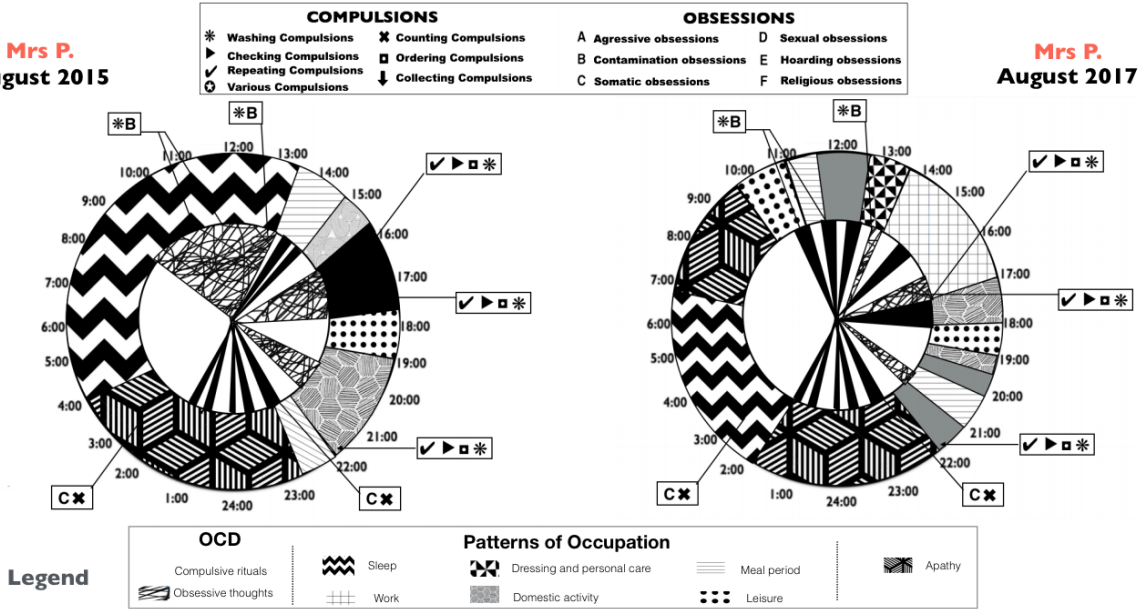 COMPULSIONS
OBSESSIONS
Washing Compulsions
Counting Compulsions
A Agressive obsessions
D Sexual obsessions
Checking Compulsions
Ordering Compulsions
B Contamination obsessions
E Hoarding obsessions
Repeating Compulsions
Collecting Compulsions
C Somatic obsessions
F Religious obsessions
Various Compulsions
Mrs P.
ugust 2015
Mrs P.
August 2017
B
B
12:00
13:00
14:00
15:00
16:00
17:00
18:00
19:00
20:00
21:00
22:00
23:00
24:00
1:00
2:00
3:00
4:00
5:00
6:00
7:00
8:00
9:00
10:00
11:00
✔ ▶ ◘ ✳
✔ ▶ ◘ ✳
✔ ▶ ◘ ✳
C ✖
C ✖
B
B
12:00
13:00
14:00
15:00
16:00
17:00
18:00
19:00
20:00
21:00
22:00
23:00
24:00
1:00
2:00
3:00
4:00
5:00
6:00
7:00
8:00
9:00
10:00
11:00
✔ ▶ ◘ ✳
✔ ▶ ◘ ✳
✔ ▶ ◘ ✳
C ✖
C ✖
Legend
OCD
Compulsive rituals
Obsessive thoughts
Patterns of Occupation
Sleep
Dressing and personal care
Meal period
Apathy
Work
Domestic activity
Leisure